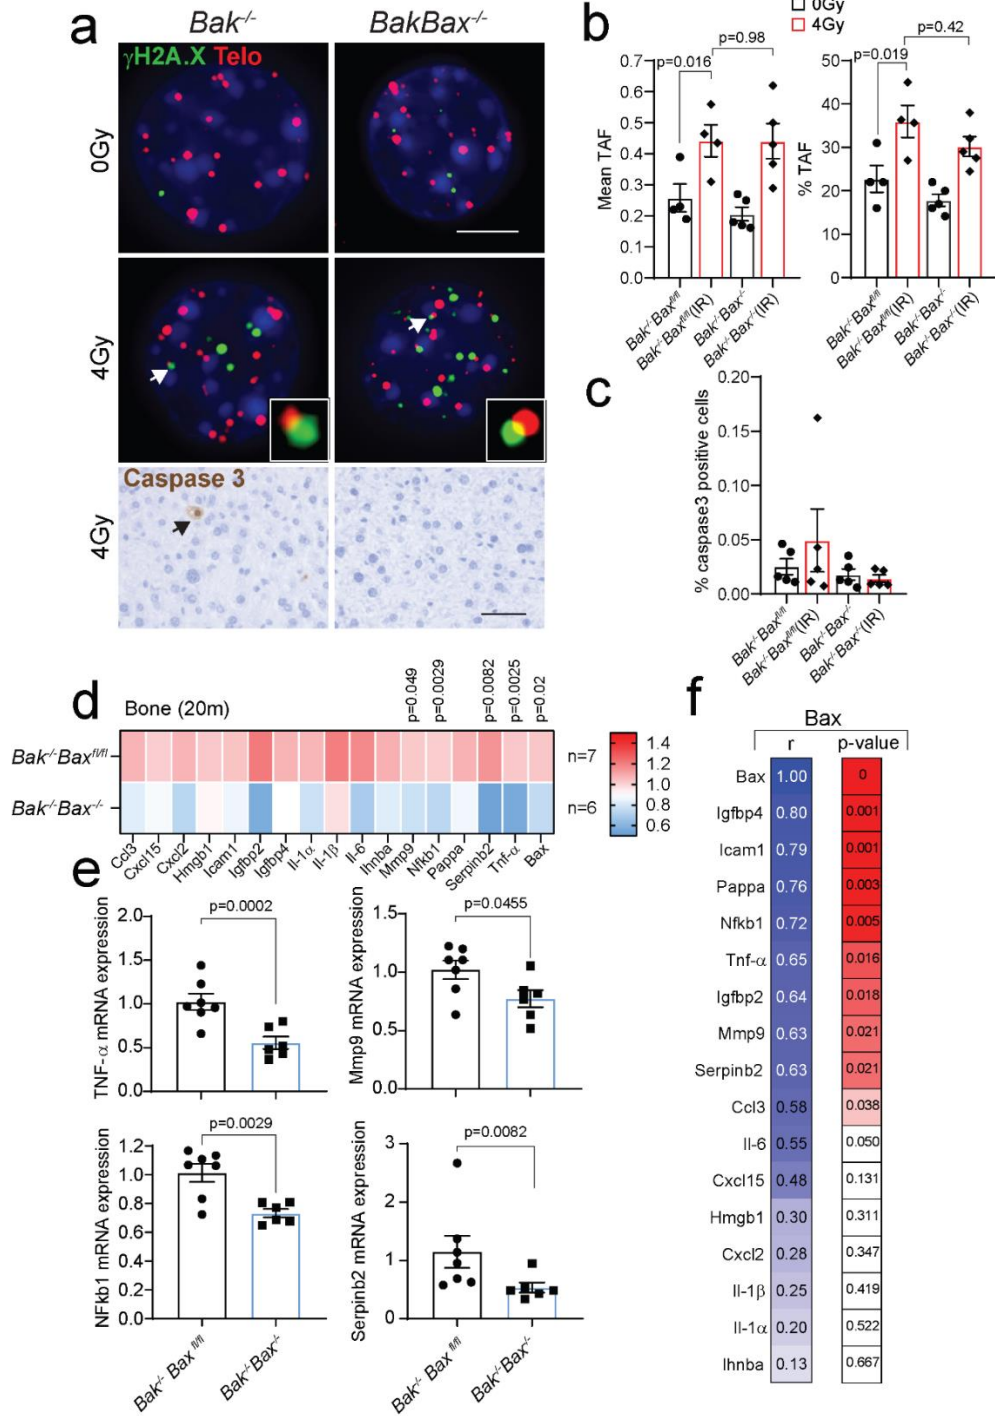 a
Bak-/-
BakBax-/-
γH2A.X Telo
0Gy
4Gy
Caspase 3
4Gy
b
0Gy
4Gy
p=0.98
p=0.016
Mean TAF
0.7
0.6
0.5
0.4
0.3
0.2
0.1
0.0
Bak-/-Baxfl/fl
Bak-/-Baxfl/fl(IR)
Bak-/-Bax-/-
Bak-/-Bax-/-(IR)
p=0.42
p=0.019
% TAF
50
40
30
20
10
0
Bak-/-Baxfl/fl
Bak-/-Baxfl/fl(IR)
Bak-/-Bax-/-
Bak-/-Bax-/-(IR)
c
% caspase3 positive cells
0.20
0.15
0.10
0.05
0.00
Bak-/-Baxfl/fl
Bak-/-Baxfl/fl(IR)
Bak-/-Bax-/-
Bak-/-Bax-/-(IR)
d
Bone (20m)
p=0.049
p=0.0029
p=0.0082
p=0.0025
p=0.02
Bak-/-Baxfl/fl
n=7
Bak-/-Bax-/-
n=6
1.4
1.2
1.0
0.8
0.6
Ccl3
Cxcl15
Cxcl2
Hmgb1
Icam1
Igfbp2
Igfbp4
Il-1α
Il-1β
Il-6
Ihnba
Mmp9
Nfkb1
Pappa
Serpinb2
Tnf-α
Bax
e
p=0.0002
TNF-α mRNA expression
2.0
1.5
1.0
0.5
0.0
p=0.0455
Mmp9 mRNA expression
1.5
1.0
0.5
0.0
p=0.0029
NFkb1 mRNA expression
1.2
1.0
0.8
0.6
0.4
0.2
0.0
Bak-/- Bax fl/fl
Bak-/-Bax-/-
p=0.0082
Serpinb2 mRNA expression
3
2
1
0
Bak-/- Bax fl/fl
Bak-/-Bax-/-
f
Bax
r p-value
Bax 1.00 0
Igfbp4 0.80 0.001
Icam1 0.79 0.001
Pappa 0.76 0.003
Nfkb1 0.72 0.005
Tnf-α 0.65 0.016
Igfbp2 0.64 0.018
Mmp9 0.63 0.021
Serpinb2 0.63 0.021
Ccl3 0.58 0.038
Il-6 0.55 0.050
Cxcl15 0.48 0.131
Hmgb1 0.30 0.311
Cxcl2 0.28 0.347
Il-1β 0.25 0.419
Il-1α 0.20 0.522
Ihnba 0.13 0.667